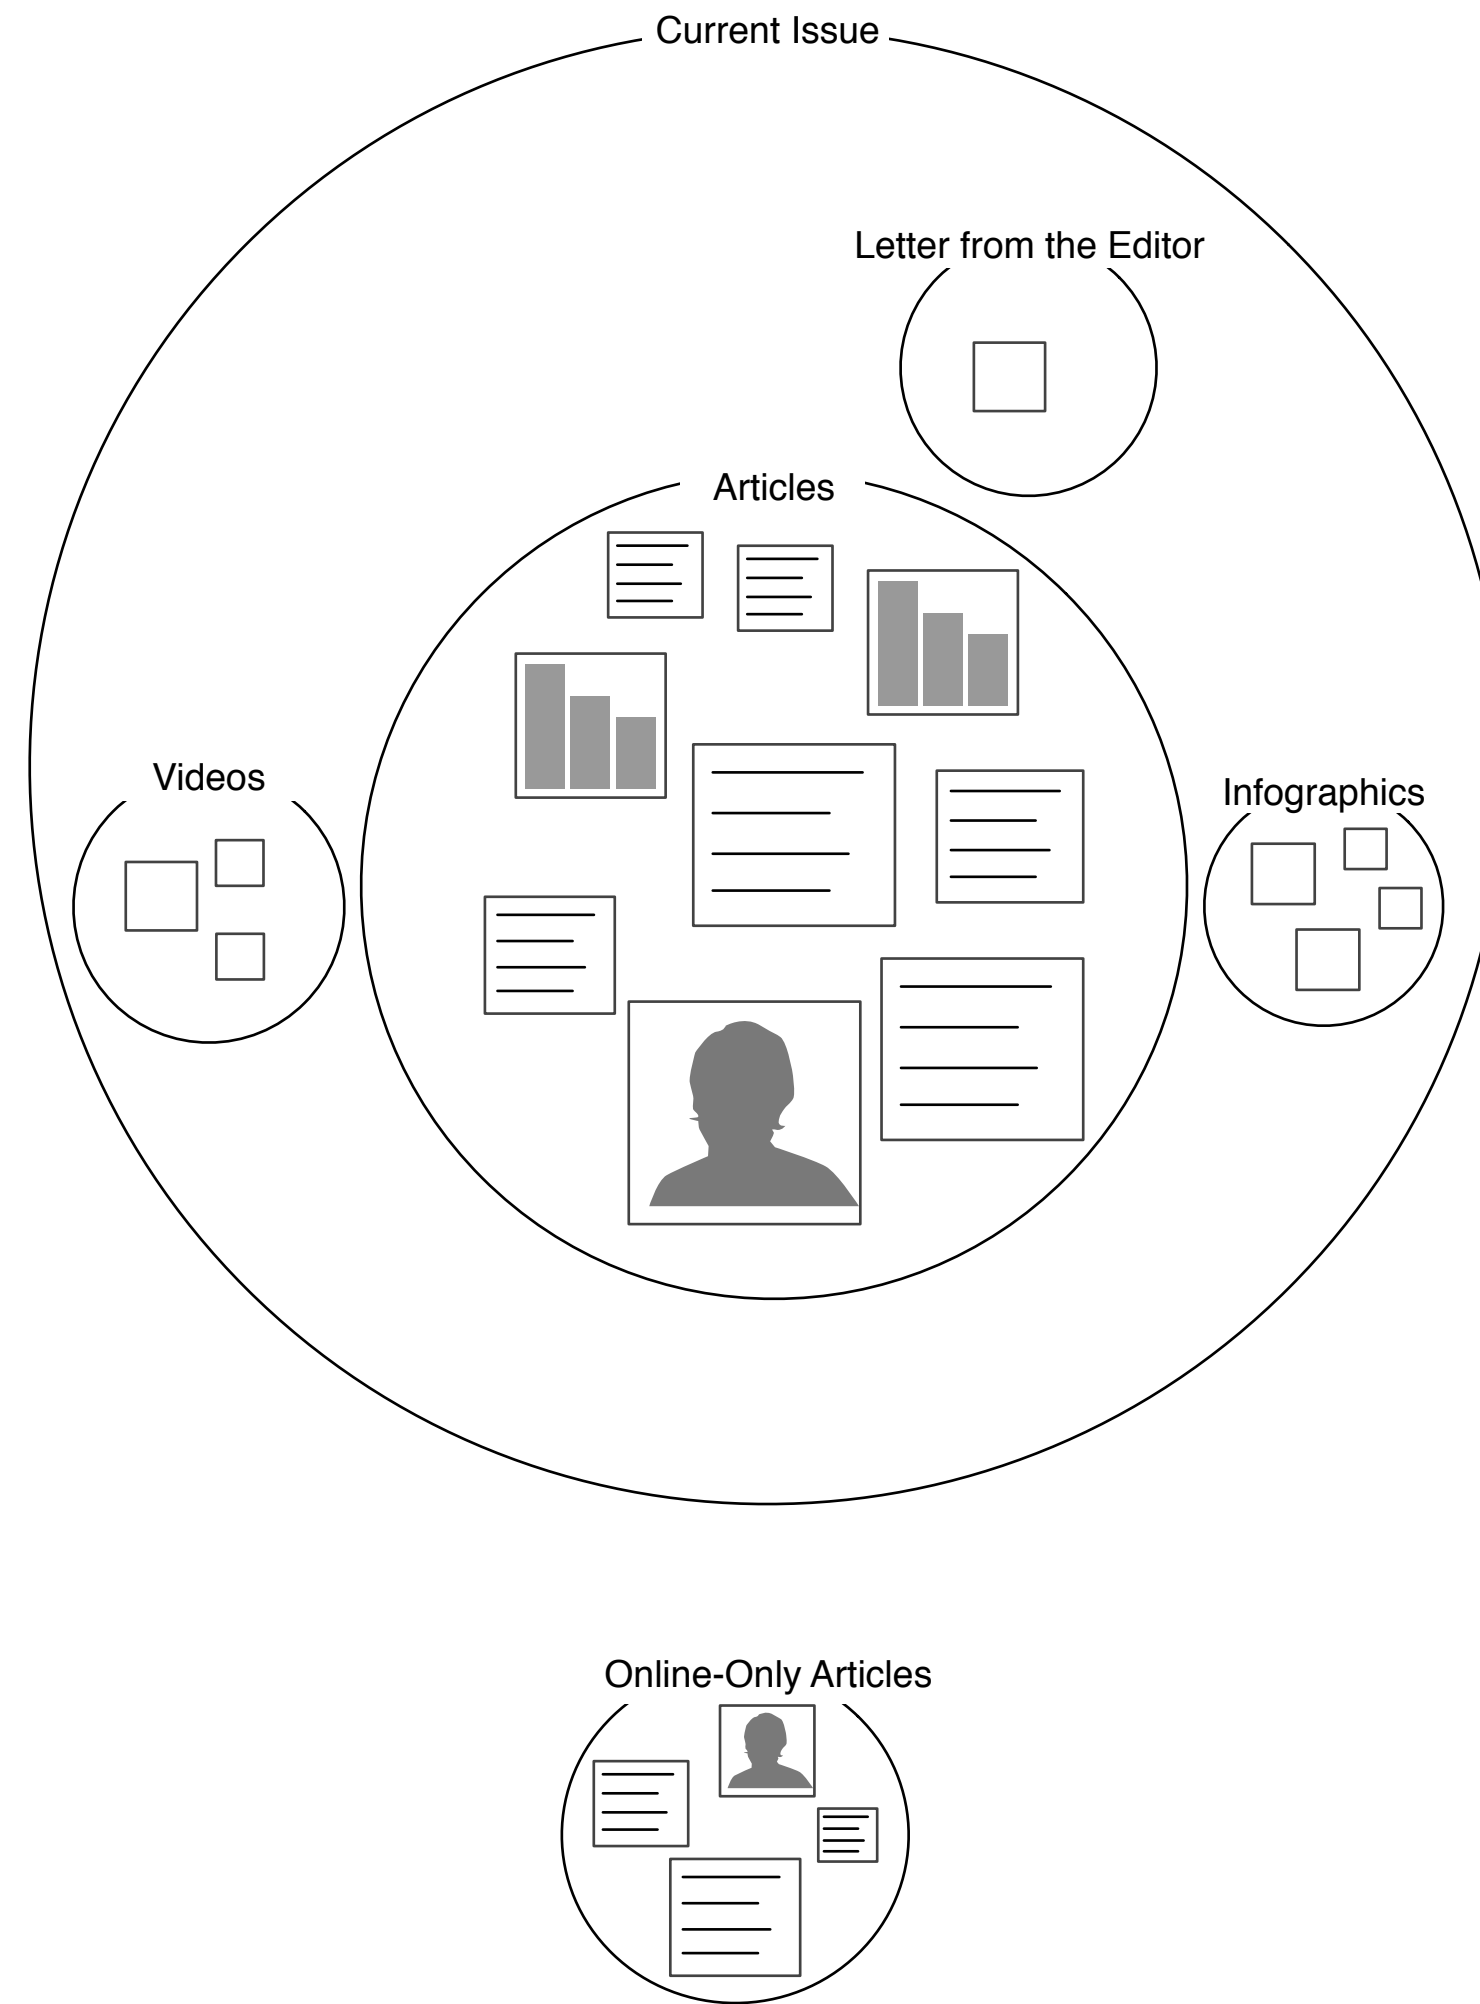 Current Issue
Letter from the Editor
Articles
Videos
Infographics
Online-Only Articles